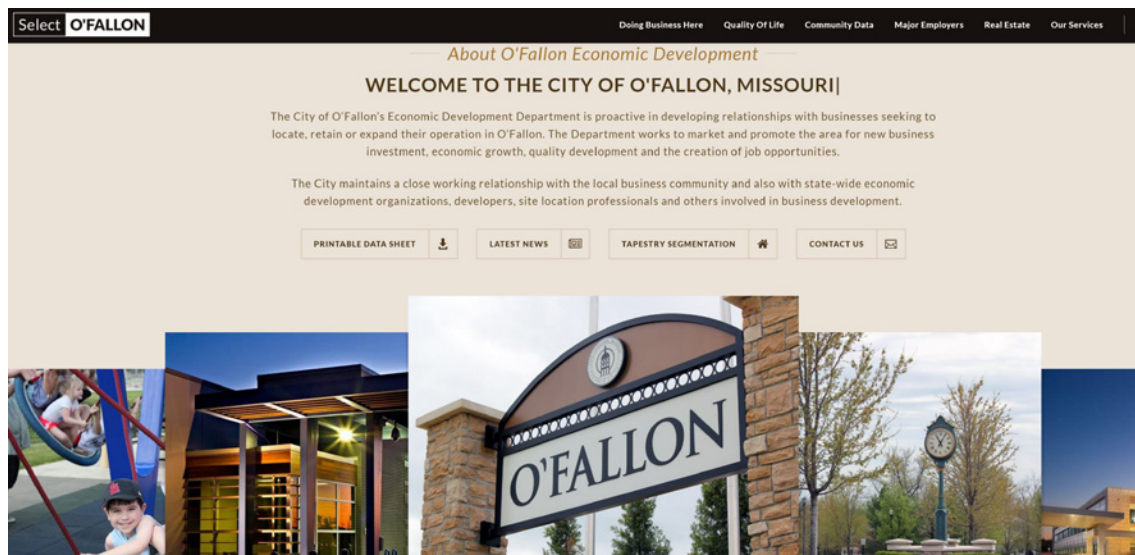 Select O'FALLON
Doing Business Here Quality Of Life Community Data Major Employers Real Estate Our Services
About O'Fallon Economic Development
WELCOME TO THE CITY OF O'FALLON, MISSOURI|
The City of O'Fallon's Economic Development Department is proactive in developing relationships with businesses seeking to
locate, retain or expand their operation in O'Fallon. The Department works to market and promote the area for new business
investment, economic growth, quality development and the creation of job opportunities.
The City maintains a close working relationship with the local business community and also with state-wide economic
development organizations, developers, site location professionals and others involved in business development.
PRINTABLE DATA SHEET
LATEST NEWS
TAPESTRY SEGMENTATION
CONTACT US
O'FALLON